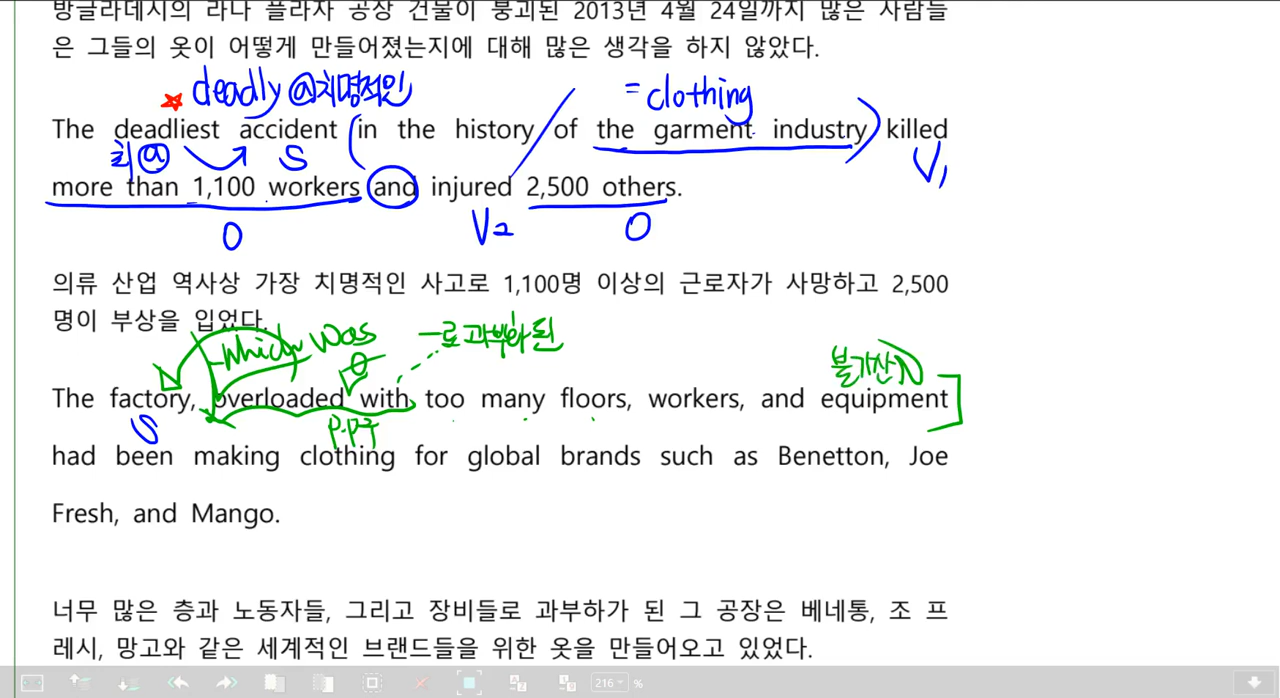 방글라데시의 라나 플라자 공장 건물이 붕괴된 2013년 4월 24일까지 많은 사람들
은 그들의 옷이 어떻게 만들어졌는지에 대해 많은 생각을 하지 않았다.
deadly ⓐ치명적인
= clothing
The deadliest accident in the history of the garment industry killed
최ⓐ S V1
more than 1,100 workers and injured 2,500 others.
O V2 O
의류 산업 역사상 가장 치명적인 사고로 1,100명 이상의 근로자가 사망하고 2,500
명이 부상을 입었다.
which was ~로 과부화 된
불가산N
The factory, overloaded with too many floors, workers, and equipment
S P.P구
had been making clothing for global brands such as Benetton, Joe
Fresh, and Mango.
너무 많은 층과 노동자들, 그리고 장비들로 과부하가 된 그 공장은 베네통, 조 프
레시, 망고와 같은 세계적인 브랜드들을 위한 옷을 만들어오고 있었다.
216 %